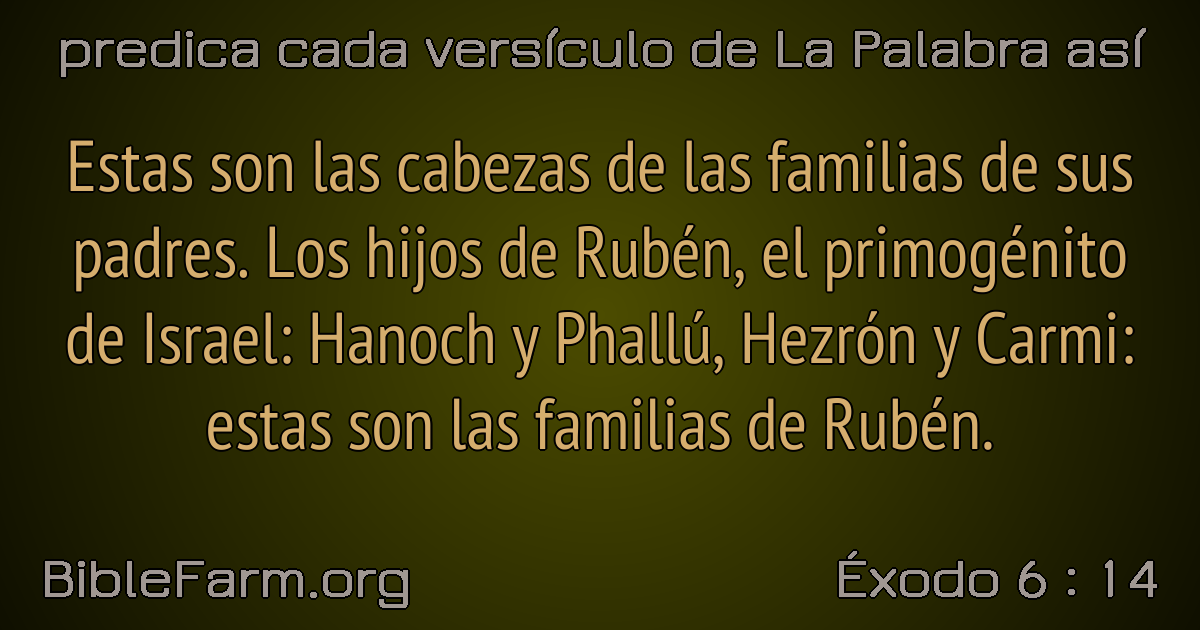 predica cada versículo de La Palabra así
Estas son las cabezas de las familias de sus
padres. Los hijos de Rubén, el primogénito
de Israel: Hanoch y Phallú, Hezrón y Carmi:
estas son las familias de Rubén.
BibleFarm.org
Éxodo 6 : 14